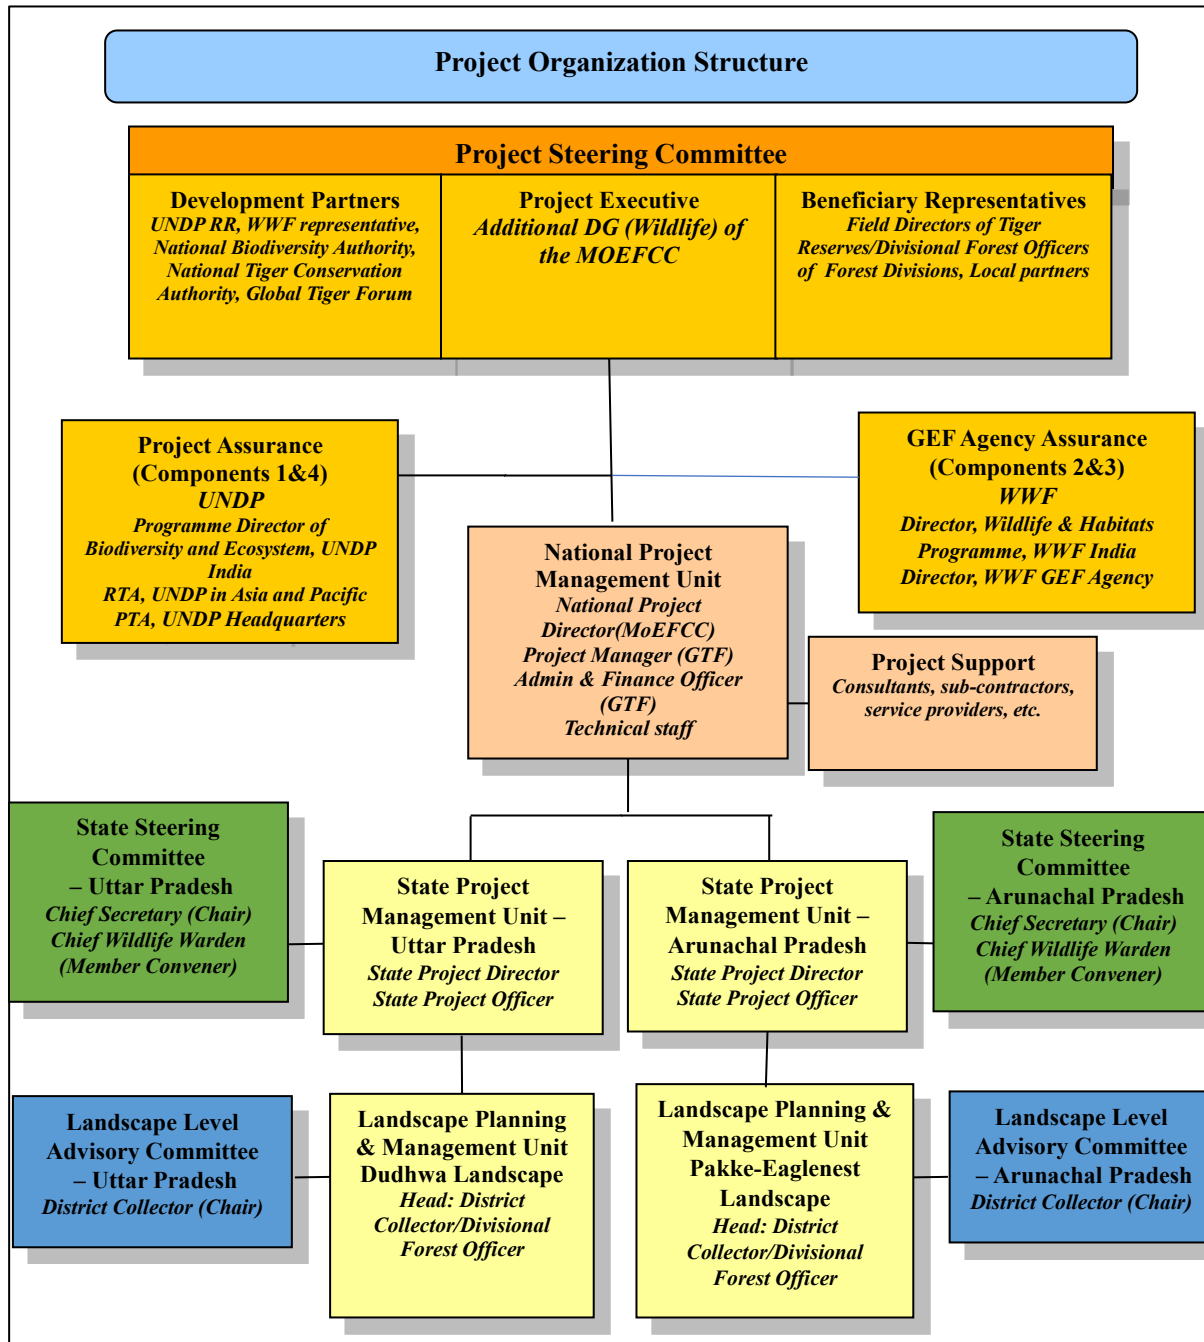 Project Organization Structure
Project Steering Committee
Development Partners
UNDP RR, WWF representative,
National Biodiversity Authority,
National Tiger Conservation
Authority, Global Tiger Forum
Project Executive
Additional DG (Wildlife) of
the MOEFCC
Beneficiary Representatives
Field Directors of Tiger
Reserves/Divisional Forest Officers
of Forest Divisions, Local partners
Project Assurance
(Components 1&4)
UNDP
Programme Director of
Biodiversity and Ecosystem, UNDP
India
RTA, UNDP in Asia and Pacific
PTA, UNDP Headquarters
GEF Agency Assurance
(Components 2&3)
WWF
Director, Wildlife & Habitats
Programme, WWF India
Director, WWF GEF Agency
National Project
Management Unit
National Project
Director(MoEFCC)
Project Manager (GTF)
Admin & Finance Officer
(GTF)
Technical staff
Project Support
Consultants, sub-contractors,
service providers, etc.
State Steering
Committee
– Uttar Pradesh
Chief Secretary (Chair)
Chief Wildlife Warden
(Member Convener)
State Project
Management Unit –
Uttar Pradesh
State Project Director
State Project Officer
State Project
Management Unit –
Arunachal Pradesh
State Project Director
State Project Officer
State Steering
Committee
– Arunachal Pradesh
Chief Secretary (Chair)
Chief Wildlife Warden
(Member Convener)
Landscape Level
Advisory Committee
– Uttar Pradesh
District Collector (Chair)
Landscape Planning
& Management Unit
Dudhwa Landscape
Head: District
Collector/Divisional
Forest Officer
Landscape Planning &
Management Unit
Pakke-Eaglenest
Landscape
Head: District
Collector/Divisional
Forest Officer
Landscape Level
Advisory Committee
– Arunachal Pradesh
District Collector (Chair)